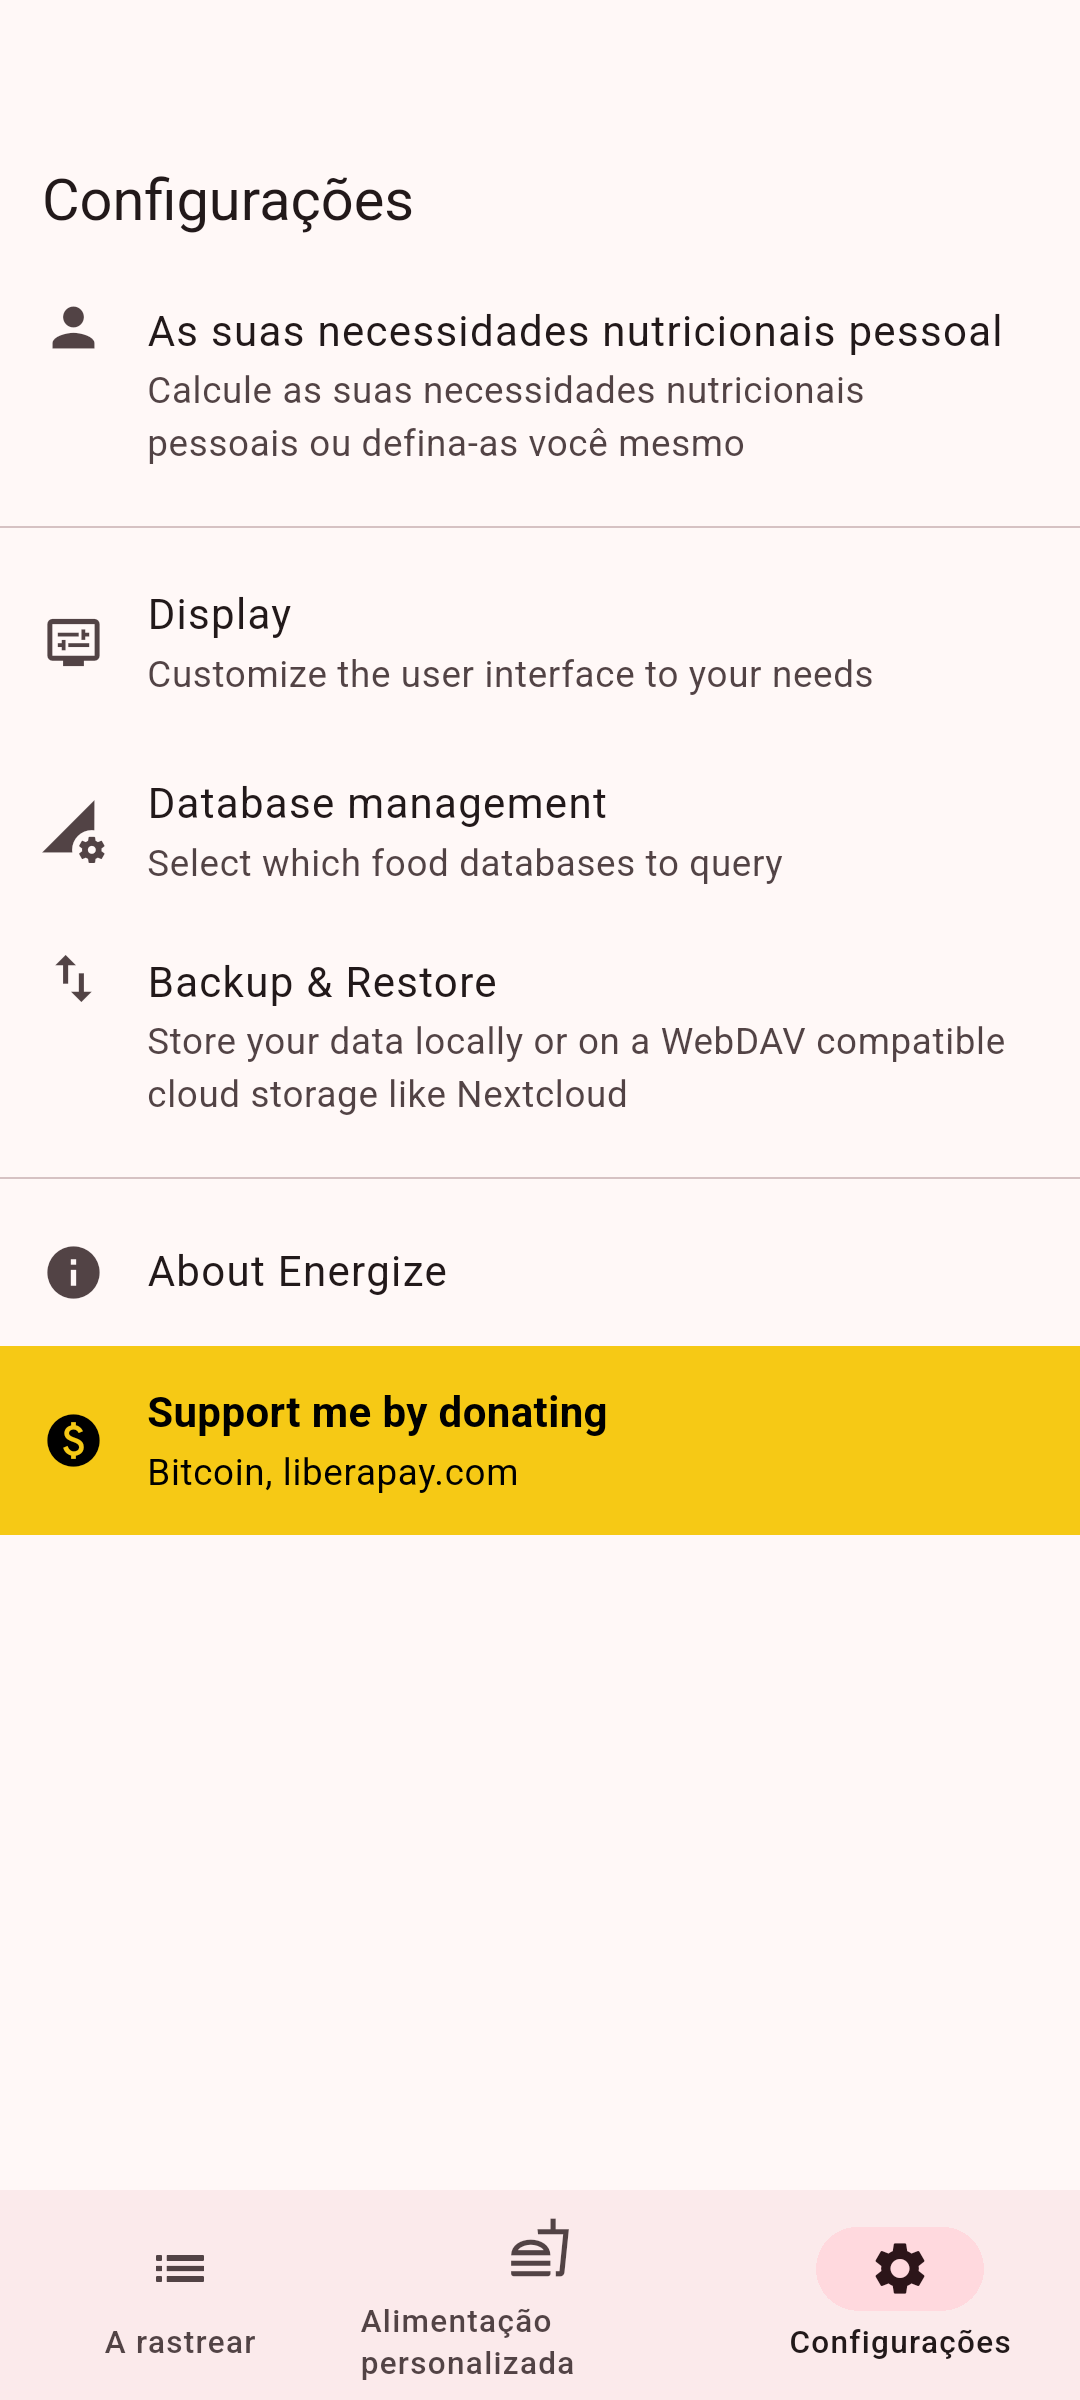 Configurações
As suas necessidades nutricionais pessoal
Calcule as suas necessidades nutricionais
pessoais ou defina-as você mesmo
Display
Customize the user interface to your needs
Database management
Select which food databases to query
Backup & Restore
Store your data locally or on a WebDAV compatible
cloud storage like Nextcloud
About Energize
Support me by donating
Bitcoin, liberapay.com
A rastrear
Alimentação
personalizada
Configurações